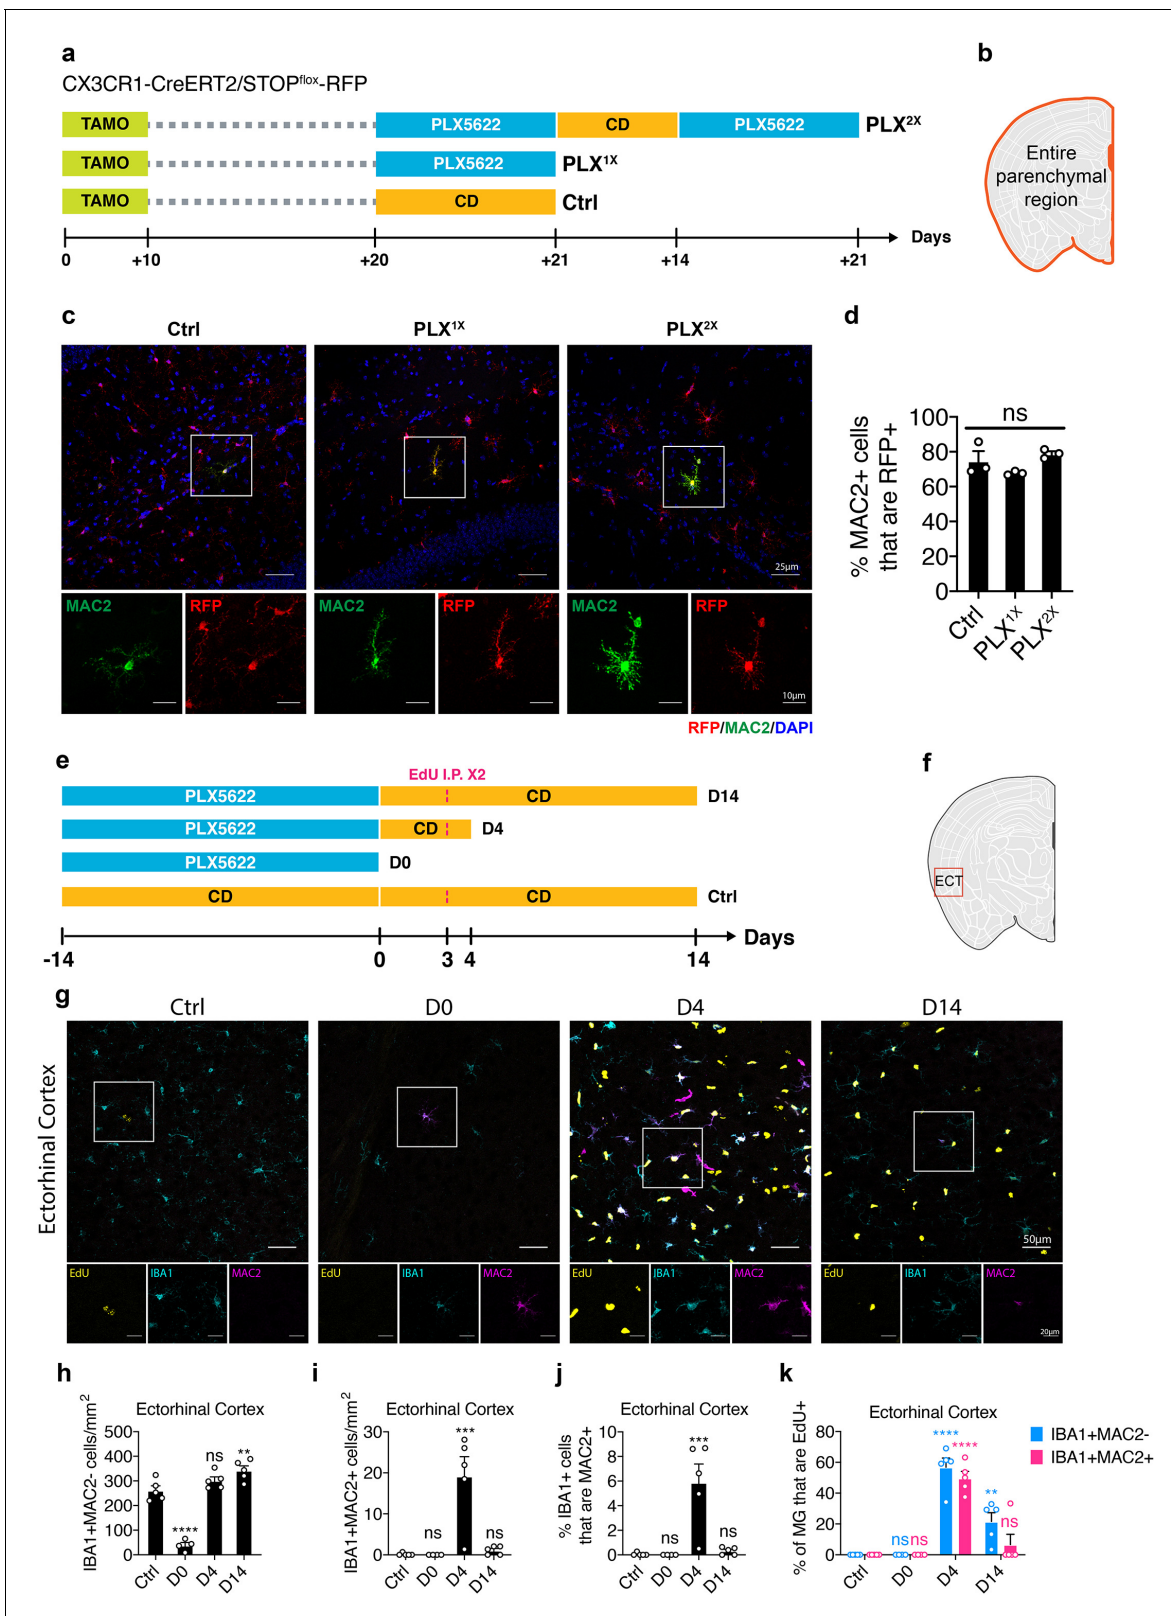 a
b
CX3CR1-CreERT2/STOPflox-RFP
TAMO PLX5622 CD PLX5622 PLX2X
TAMO PLX5622 PLX1X
TAMO CD Ctrl
Days
0 +10 +20 +21 +14 +21
Entire
parenchymal
region
c
Ctrl PLX1X PLX2X
25µm
MAC2 RFP MAC2 RFP MAC2 RFP
10µm
RFP/MAC2/DAPI
d
% MAC2+ cells
that are RFP+
100
80
60
40
20
0
ns
Ctrl PLX1X PLX2X
e
EdU I.P. X2
PLX5622 CD D14
PLX5622 CD D4
PLX5622 D0
CD CD Ctrl
Days
-14 0 3 4 14
f
ECT
g
Ctrl D0 D4 D14
Ectorhinal Cortex
50µm
EdU IBA1 MAC2 EdU IBA1 MAC2 EdU IBA1 MAC2 EdU IBA1 MAC2
20µm
h
Ectorhinal Cortex
IBA1+MAC2- cells/mm2
500
400
300
200
100
0
**** ns **
Ctrl D0 D4 D14
i
Ectorhinal Cortex
IBA1+MAC2+ cells/mm2
30
20
10
0
ns *** ns
Ctrl D0 D4 D14
j
Ectorhinal Cortex
% IBA1+ cells
that are MAC2+
10
8
6
4
2
0
ns *** ns
Ctrl D0 D4 D14
k
Ectorhinal Cortex
% of MG that are EdU+
80
60
40
20
0
ns ns **** **** ** ns
Ctrl D0 D4 D14
IBA1+MAC2-
IBA1+MAC2+